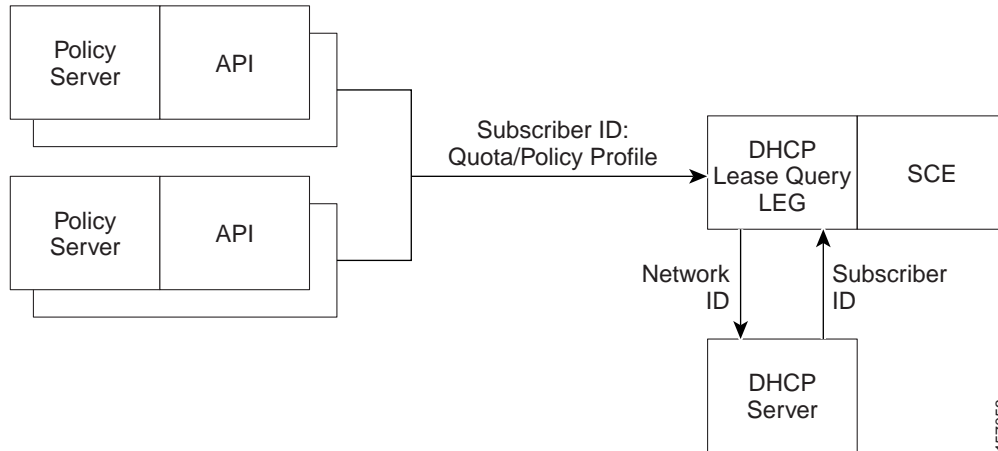 Policy
Server
API
Policy
Server
API
Subscriber ID:
Quota/Policy Profile
DHCP
Lease Query
LEG
SCE
Network
ID
Subscriber
ID
DHCP
Server